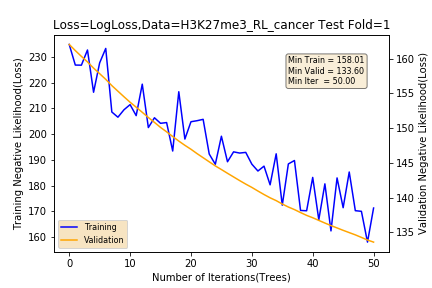 Loss=LogLoss,Data=H3K27me3_RL_cancer Test Fold=1
Training Negative Likelihood(Loss)
230
220
210
200
190
180
170
160
Min Train = 158.01
Min Valid = 133.60
Min Iter = 50.00
160
155
150
145
140
135
Validation Negative Likelihood(Loss)
Training
Validation
0 10 20 30 40 50
Number of Iterations(Trees)